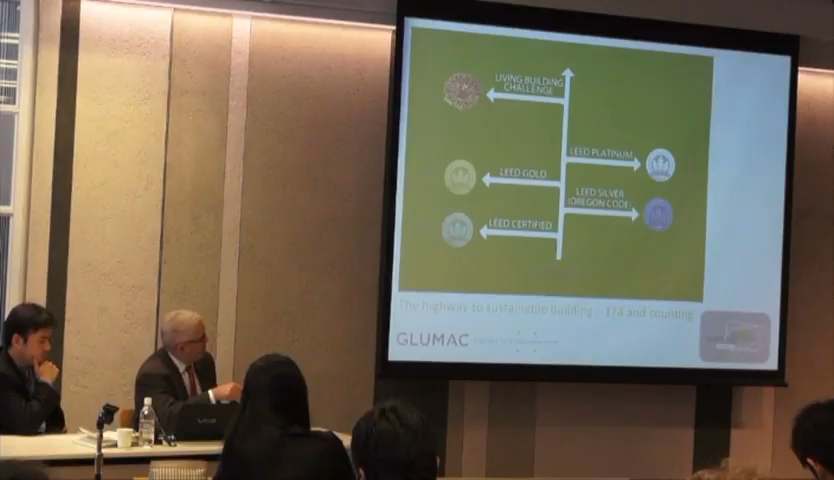 LIVING BUILDING
CHALLENGE
LEED PLATINUM
LEED GOLD
LEED SILVER
(OREGON CODE)
LEED CERTIFIED
The highway to sustainable building 174 and counting
GLUMAC